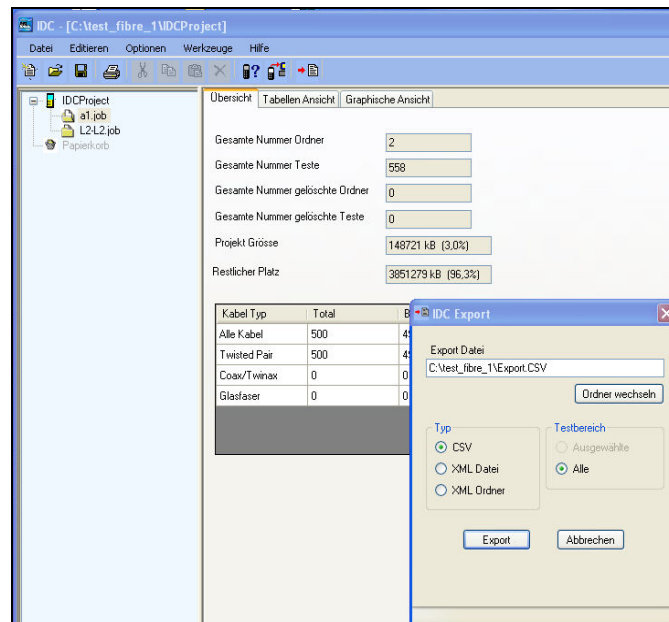 IDC - [C:\test_fibre_1\IDCProject]
Datei Editieren Optionen Werkzeuge Hilfe
IDCProject
a1.job
L2-L2.job
Papierkorb
Übersicht Tabellen Ansicht Graphische Ansicht
Gesamte Nummer Ordner 2
Gesamte Nummer Teste 558
Gesamte Nummer gelöschte Ordner 0
Gesamte Nummer gelöschte Teste 0
Projekt Grösse 148721 kB (3,0%)
Restlicher Platz 3851279 kB (96,3%)
Kabel Typ Total B
Alle Kabel 500
Twisted Pair 500
Coax/Twinax 0 0
Glasfaser 0 0
IDC Export
Export Datei
C:\test_fibre_1\Export.CSV
Ordner wechseln
Typ Testbereich
CSV Ausgewählte
XML Datei Alle
XML Ordner
Export Abbrechen